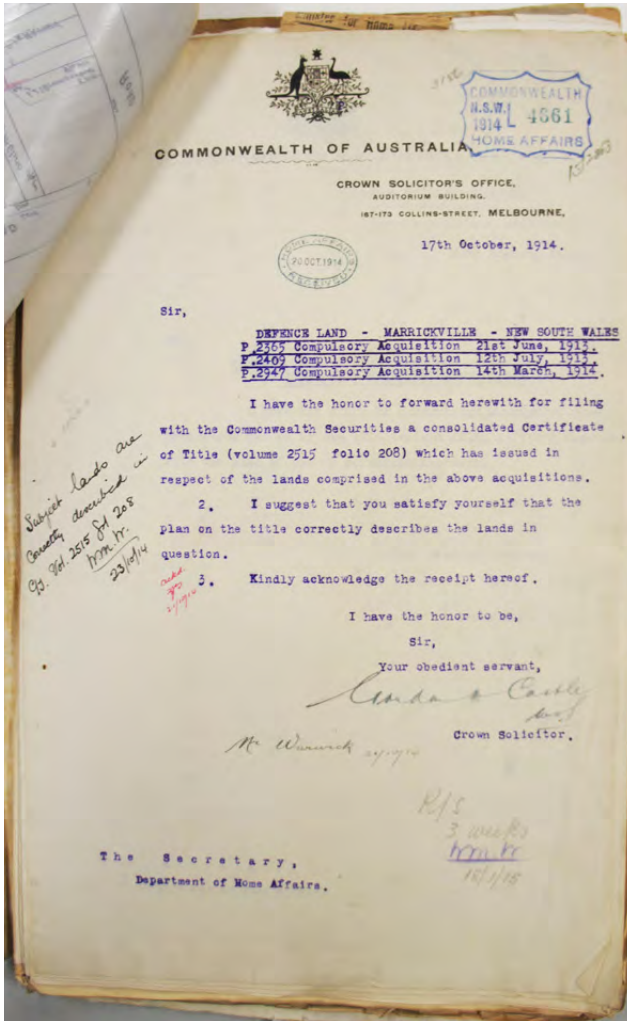 COMMONWEALTH
N.S.W. L 4661
1914
HOME AFFAIRS
COMMONWEALTH OF AUSTRALIA.
CROWN SOLICITOR'S OFFICE,
AUDITORIUM BUILDING,
167-173 COLLINS-STREET, MELBOURNE,
17th October, 1914.
HOME AFFAIRS
20 OCT 1914
RECEIVED
Sir,
DEFENCE LAND - MARRICKVILLE - NEW SOUTH WALES
P.2365 Compulsory Acquisition 21st June, 1913.
P.2409 Compulsory Acquisition 12th July, 1913.
P.2947 Compulsory Acquisition 14th March, 1914.
I have the honor to forward herewith for filing
with the Commonwealth Securities a consolidated Certificate
of Title (volume 2515 folio 208) which has issued in
respect of the lands comprised in the above acquisitions.
2. I suggest that you satisfy yourself that the
plan on the title correctly describes the lands in
question.
3. Kindly acknowledge the receipt hereof.
Subject lands are
correctly described in
Vol. 2515 Fol 208
23/10/14
I have the honor to be,
Sir,
Your obedient servant,
Gordon Castle
Crown Solicitor.
Mr Warwick
R/S
3 weeks
18/1/15
The Secretary,
Department of Home Affairs.